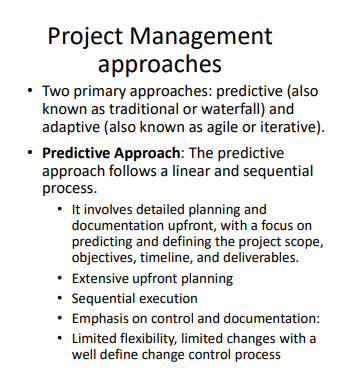 Project Management
approaches
• Two primary approaches: predictive (also
known as traditional or waterfall) and
adaptive (also known as agile or iterative).
• Predictive Approach: The predictive
approach follows a linear and sequential
process.
• It involves detailed planning and
documentation upfront, with a focus on
predicting and defining the project scope,
objectives, timeline, and deliverables.
• Extensive upfront planning
• Sequential execution
• Emphasis on control and documentation:
• Limited flexibility, limited changes with a
well define change control process